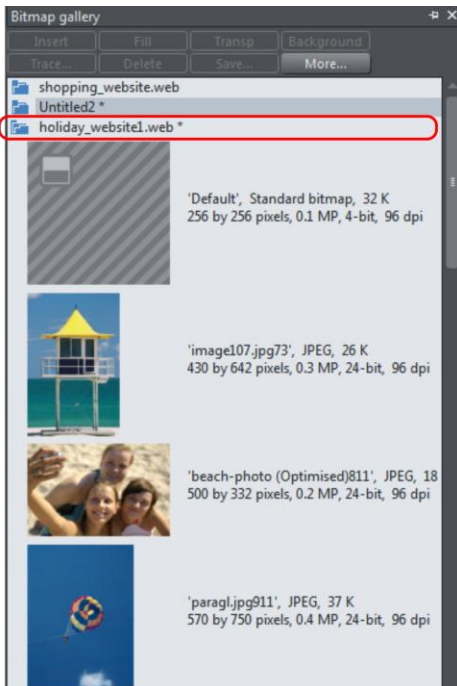 Bitmap gallery
Insert Fill Transp Background
Trace... Delete Save... More...
shopping_website.web
Untitled2 *
holiday_website1.web *
'Default', Standard bitmap, 32 K
256 by 256 pixels, 0.1 MP, 4-bit, 96 dpi
'image107.jpg73', JPEG, 26 K
430 by 642 pixels, 0.3 MP, 24-bit, 96 dpi
'beach-photo (Optimised)811', JPEG, 18
500 by 332 pixels, 0.2 MP, 24-bit, 96 dpi
'paragl.jpg911', JPEG, 37 K
570 by 750 pixels, 0.4 MP, 24-bit, 96 dpi